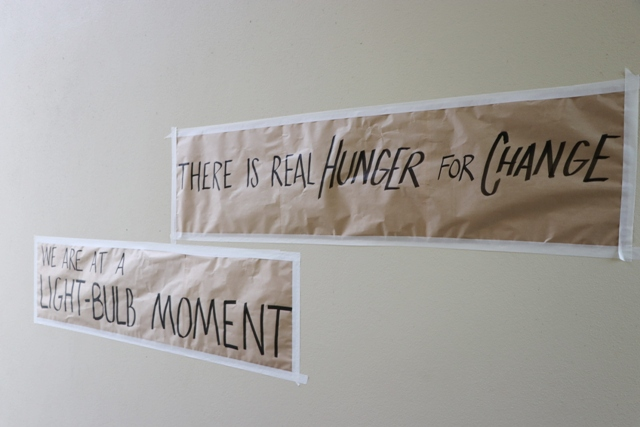 THERE IS REAL HUNGER FOR CHANGE
WE ARE AT A
LIGHT-BULB MOMENT